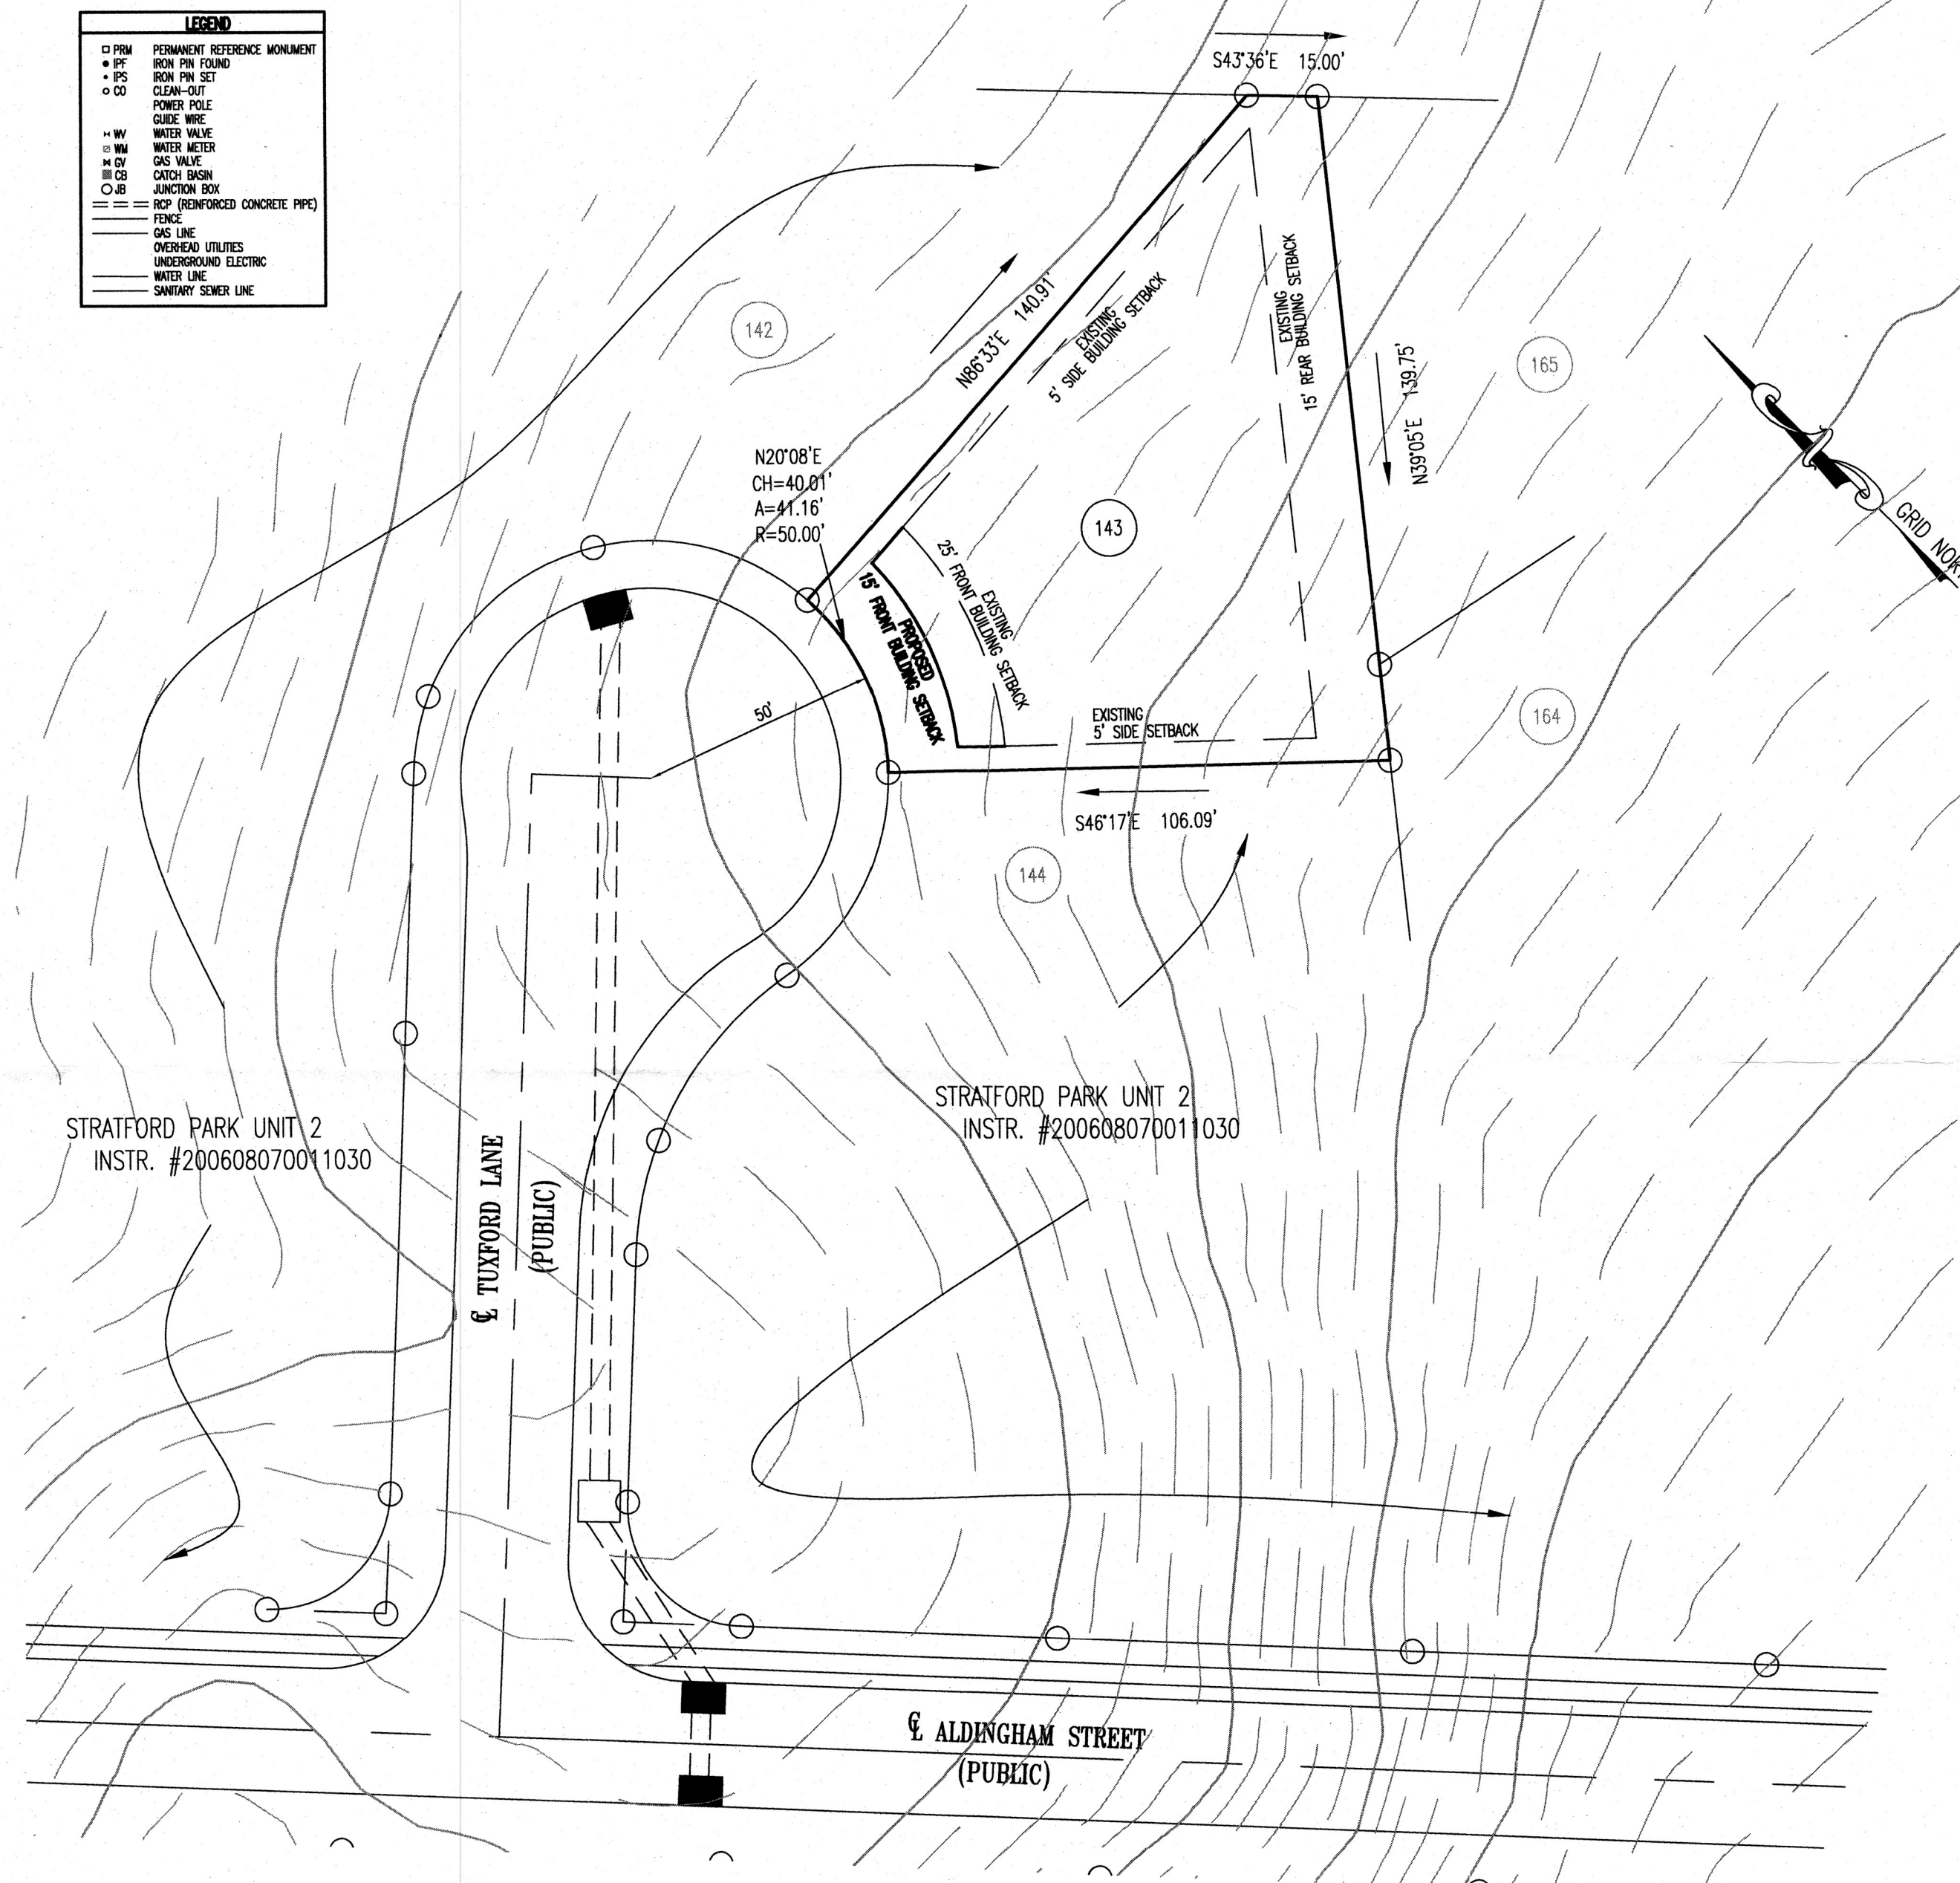 LEGEND
PRM PERMANENT REFERENCE MONUMENT
IPF IRON PIN FOUND
IPS IRON PIN SET
CO CLEAN-OUT
POWER POLE
GUIDE WIRE
WV WATER VALVE
WM WATER METER
GV GAS VALVE
CB CATCH BASIN
JB JUNCTION BOX
RCP (REINFORCED CONCRETE PIPE)
FENCE
GAS LINE
OVERHEAD UTILITIES
UNDERGROUND ELECTRIC
WATER LINE
SANITARY SEWER LINE
S43°36'E 15.00'
N86°33'E 140.91'
EXISTING
5' SIDE BUILDING SETBACK
EXISTING
15' REAR BUILDING SETBACK
N39°05'E 139.75'
142
165
GRID NOR
N20°08'E
CH=40.01'
A=41.16'
R=50.00'
143
EXISTING
25' FRONT BUILDING SETBACK
PROPOSED
15' FRONT BUILDING SETBACK
50'
EXISTING
5' SIDE SETBACK
164
S46°17'E 106.09'
144
STRATFORD PARK UNIT 2
INSTR. #200608070011030
STRATFORD PARK UNIT 2
INSTR. #200608070011030
℄ TUXFORD LANE
(PUBLIC)
℄ ALDINGHAM STREET
(PUBLIC)